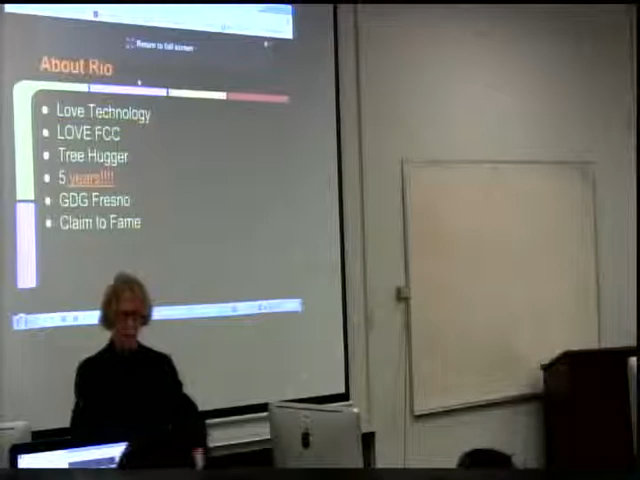 Return to full screen
About Rio
Love Technology
LOVE FCC
Tree Hugger
5 years!!!!
GDG Fresno
Claim to Fame